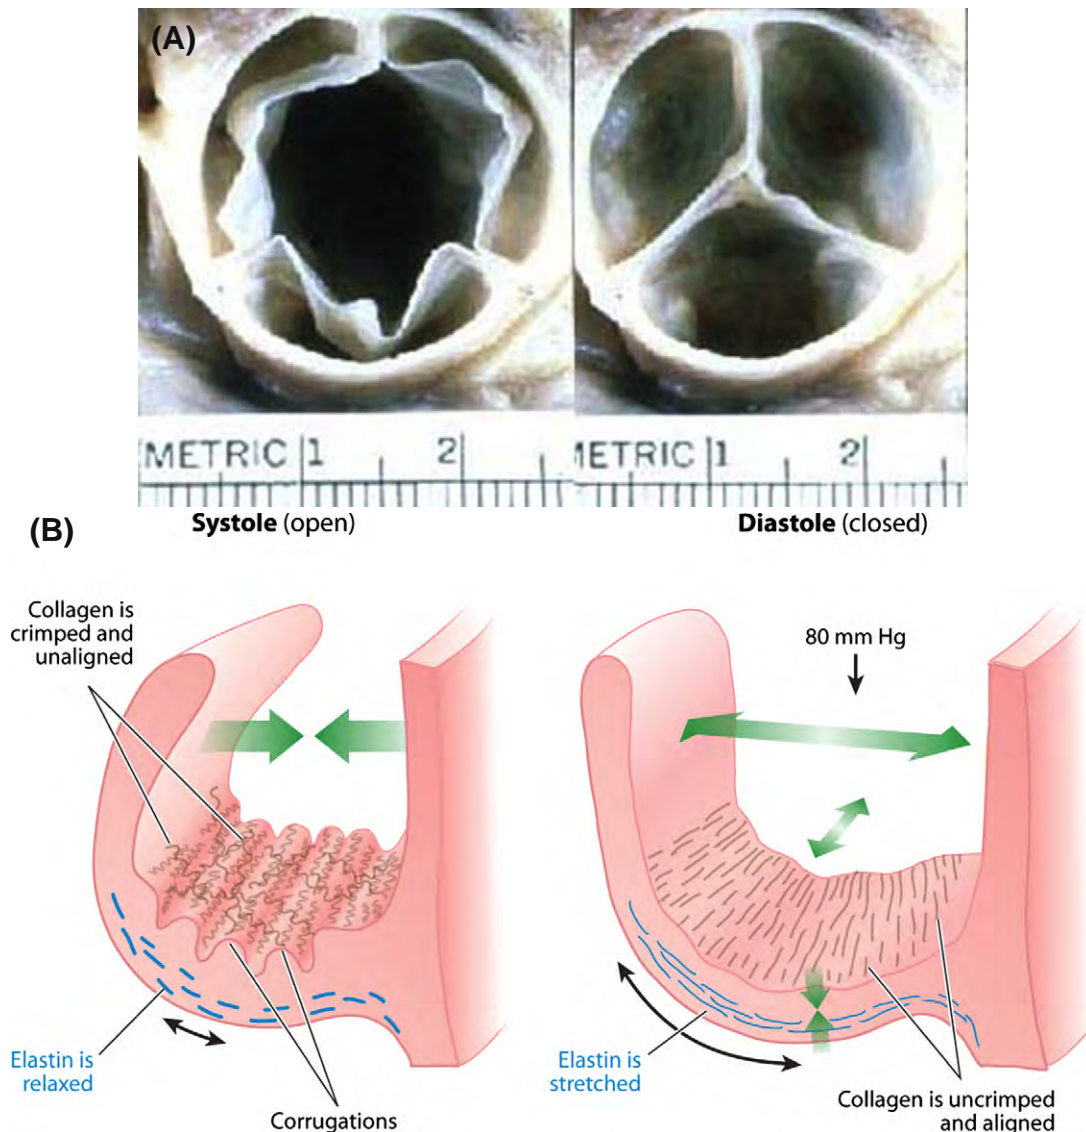 (A)
METRIC 1 2
METRIC 1 2
Systole (open)
Diastole (closed)
(B)
Collagen is
crimped and
unaligned
80 mm Hg
Elastin is
relaxed
Corrugations
Elastin is
stretched
Collagen is uncrimped
and aligned